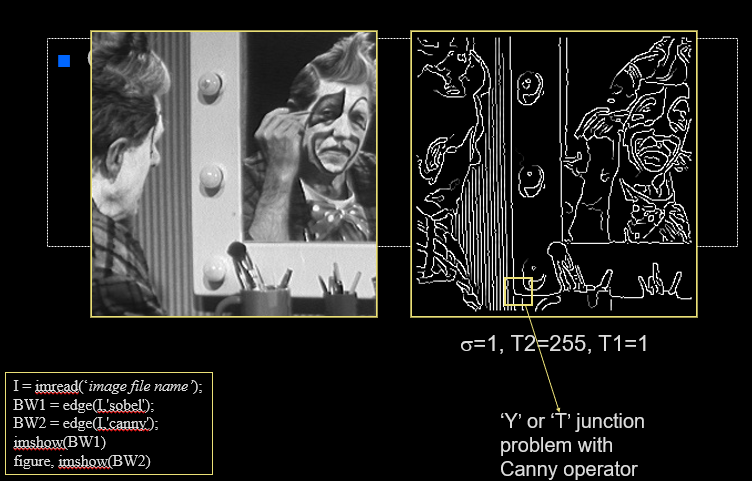 σ=1, T2=255, T1=1
I = imread(‘image file name’);
BW1 = edge(I,'sobel');
BW2 = edge(I,'canny');
imshow(BW1)
figure, imshow(BW2)
‘Y’ or ‘T’ junction
problem with
Canny operator